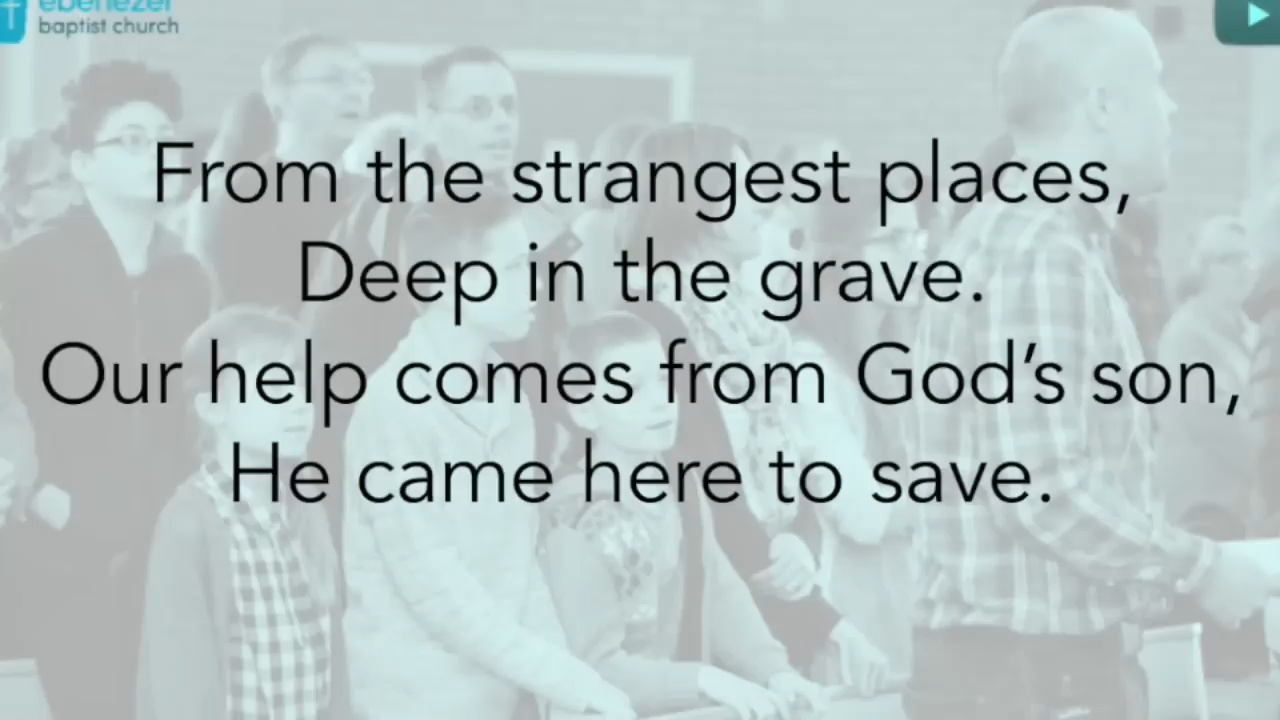 ebenezer
baptist church
From the strangest places,
Deep in the grave.
Our help comes from God’s son,
He came here to save.